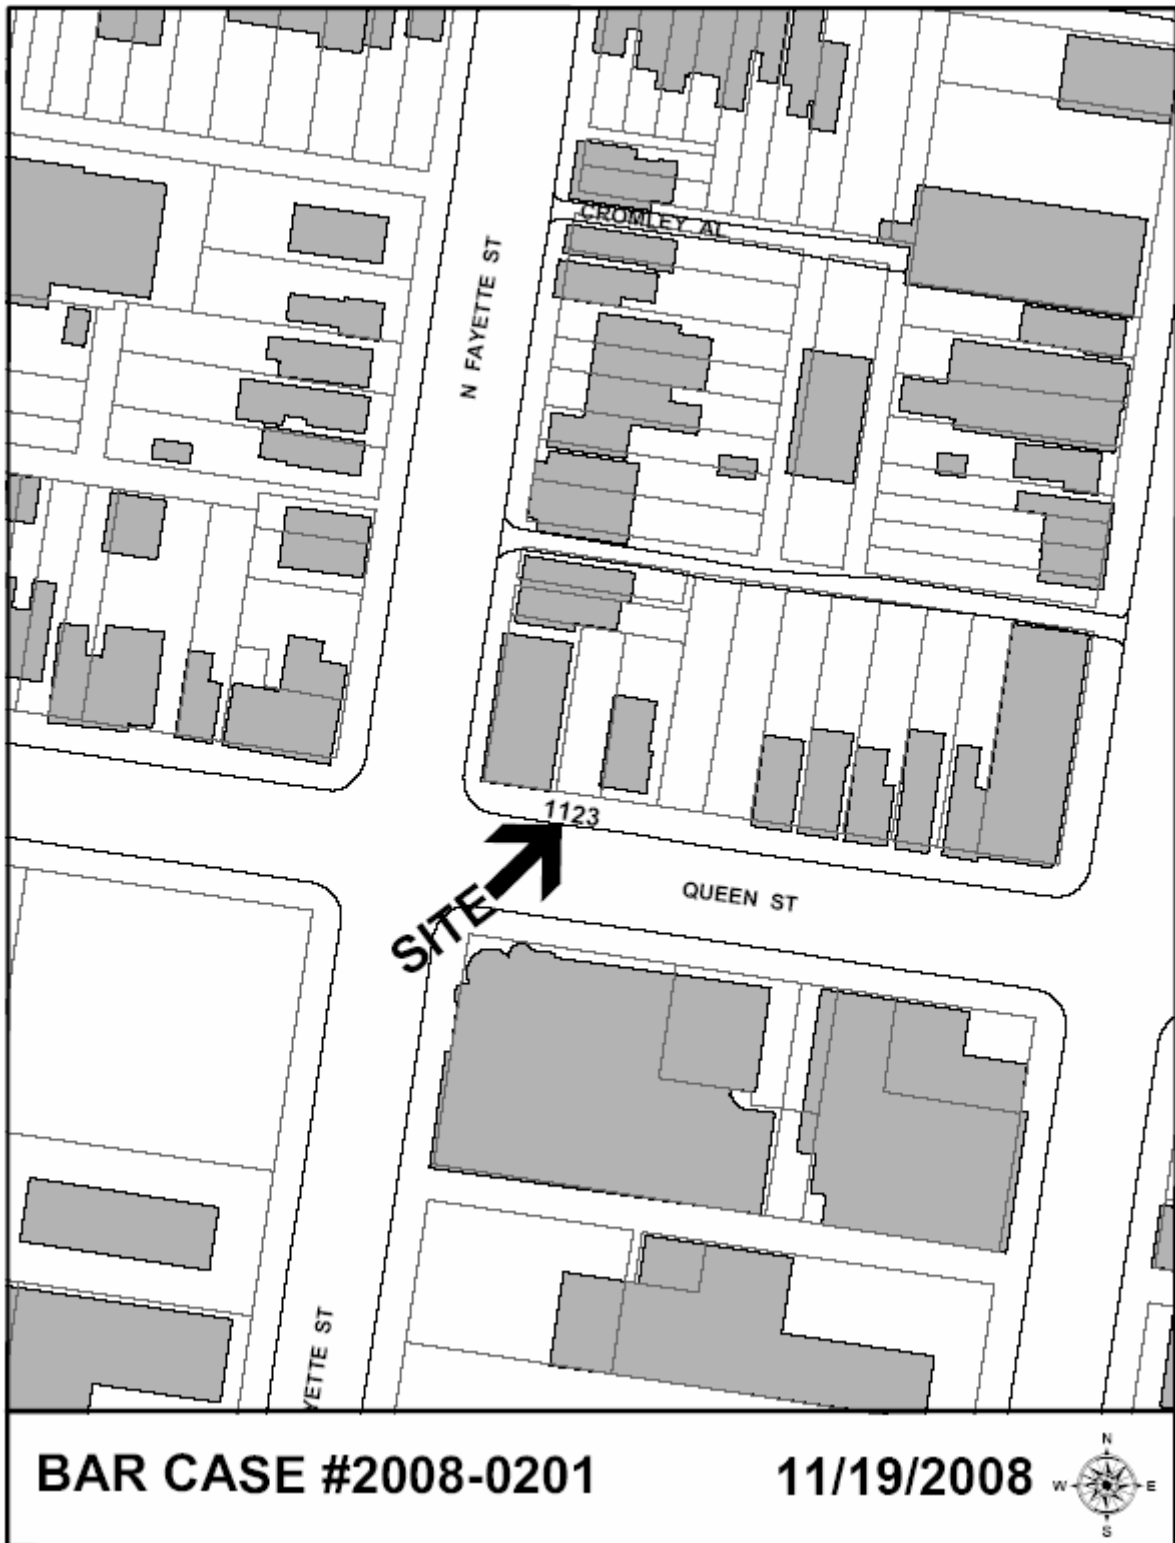 CROMLEY AL
N FAYETTE ST
1123
SITE
QUEEN ST
YETTE ST
BAR CASE #2008-0201
11/19/2008
N
W E
S